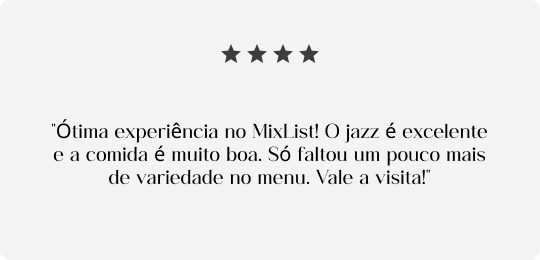 "Ótima experiência no MixList! O jazz é excelente
e a comida é muito boa. Só faltou um pouco mais
de variedade no menu. Vale a visita!"